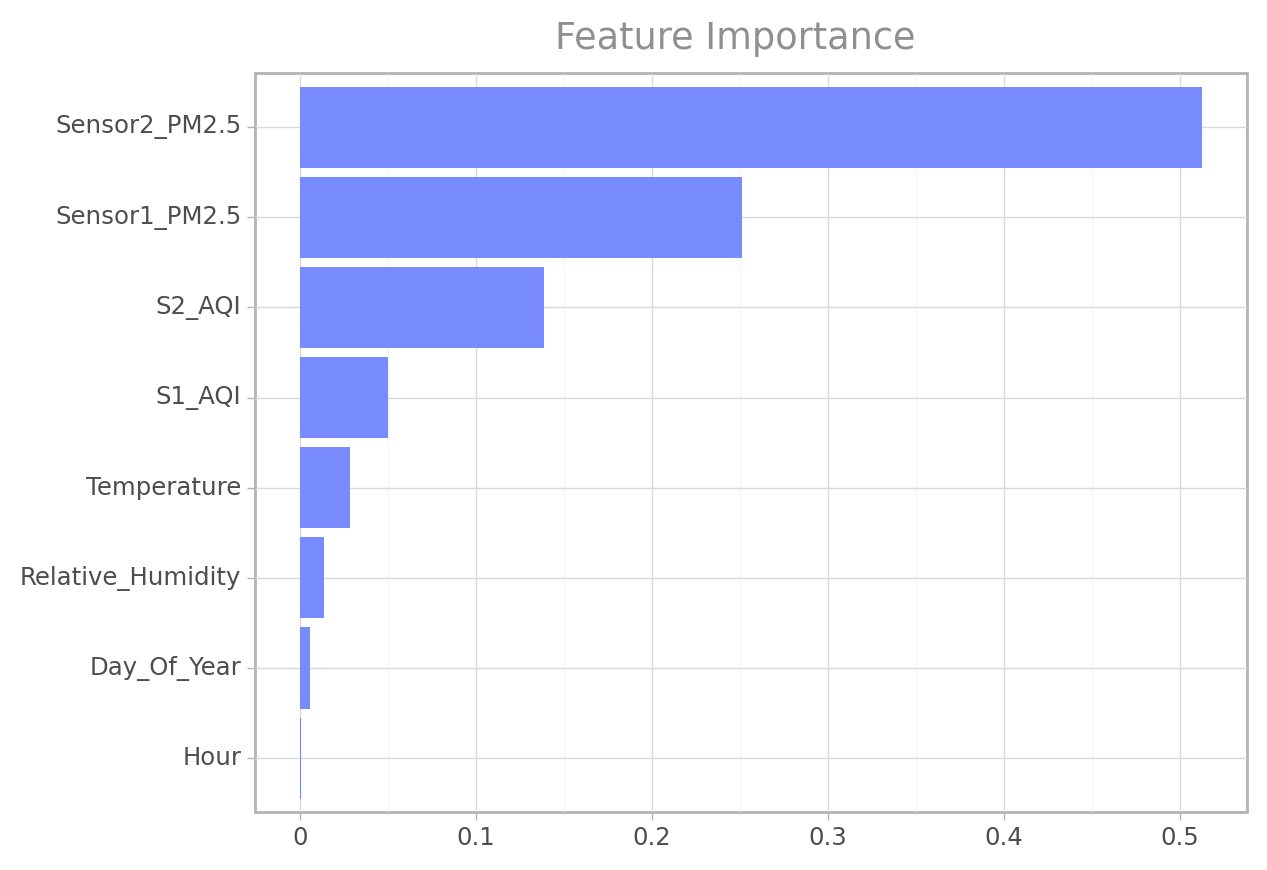 Feature Importance
Sensor2_PM2.5
Sensor1_PM2.5
S2_AQI
S1_AQI
Temperature
Relative_Humidity
Day_Of_Year
Hour
0 0.1 0.2 0.3 0.4 0.5